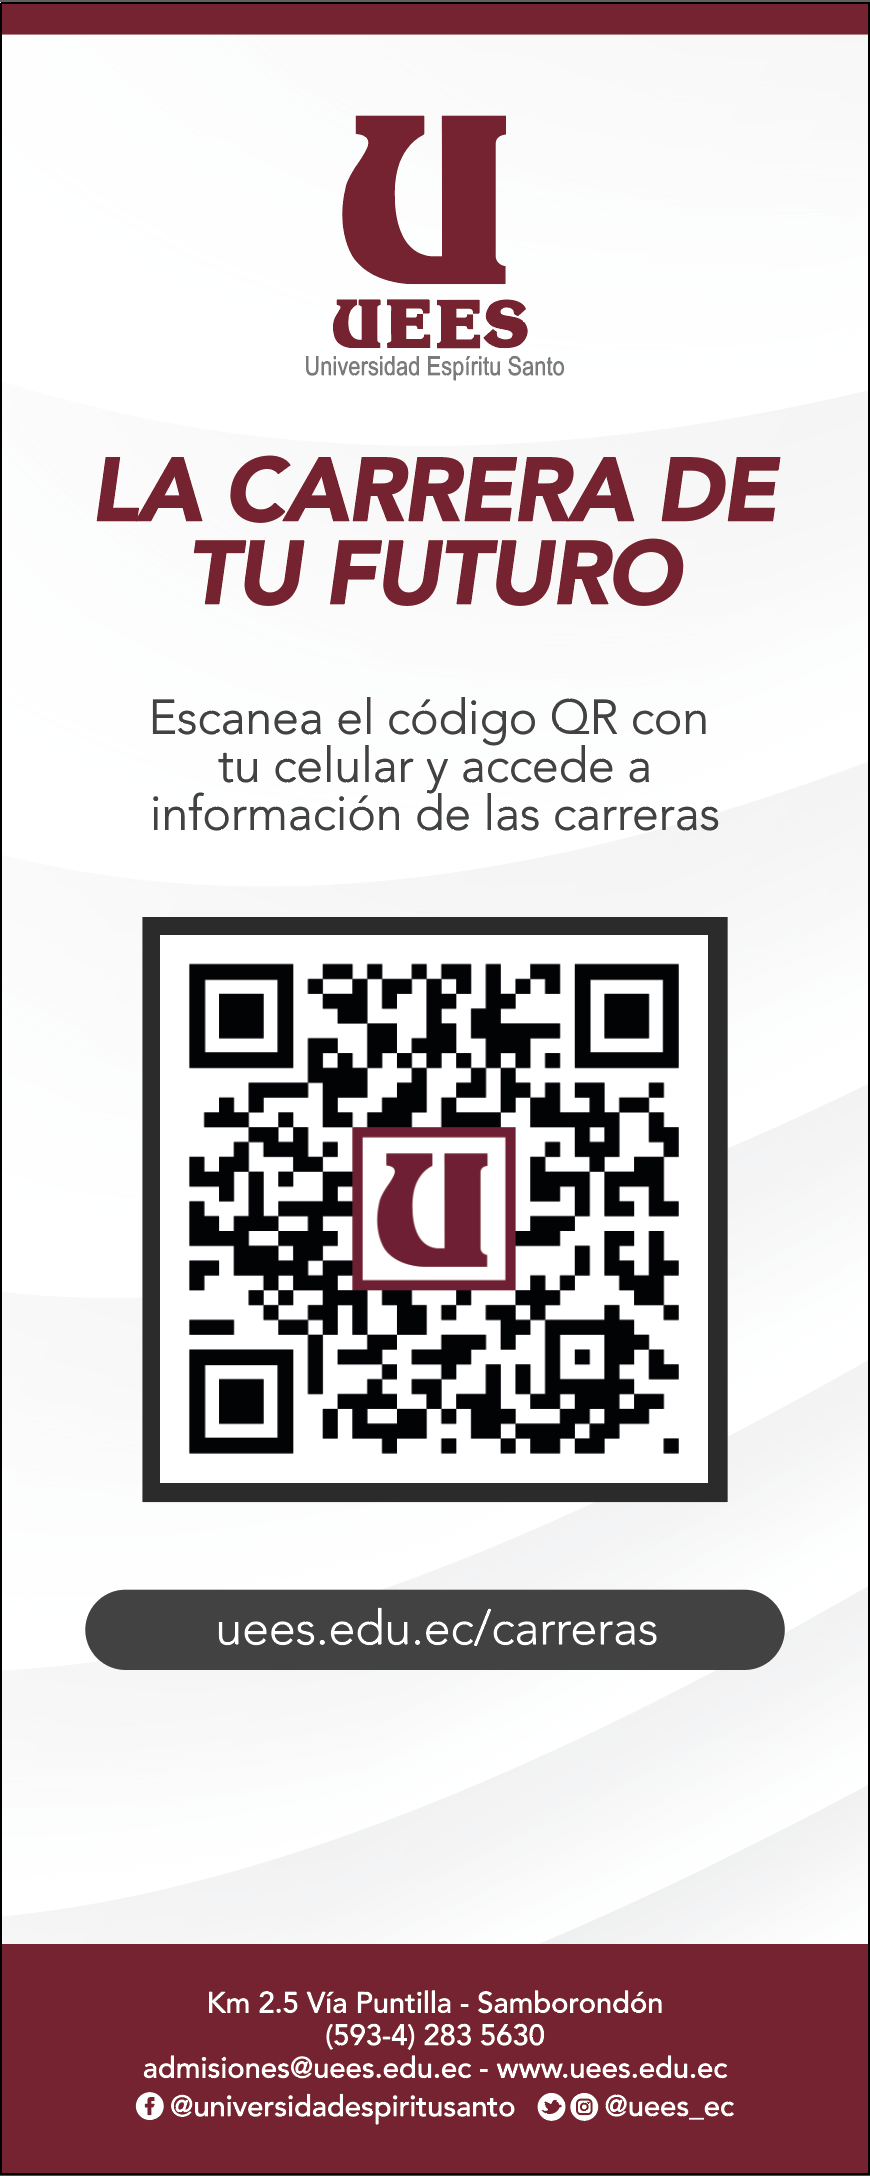 U
UEES
Universidad Espíritu Santo
LA CARRERA DE
TU FUTURO
Escanea el código QR con
tu celular y accede a
información de las carreras
U
uees.edu.ec/carreras
Km 2.5 Vía Puntilla - Samborondón
(593-4) 283 5630
admisiones@uees.edu.ec - www.uees.edu.ec
@universidadespiritusanto @uees_ec